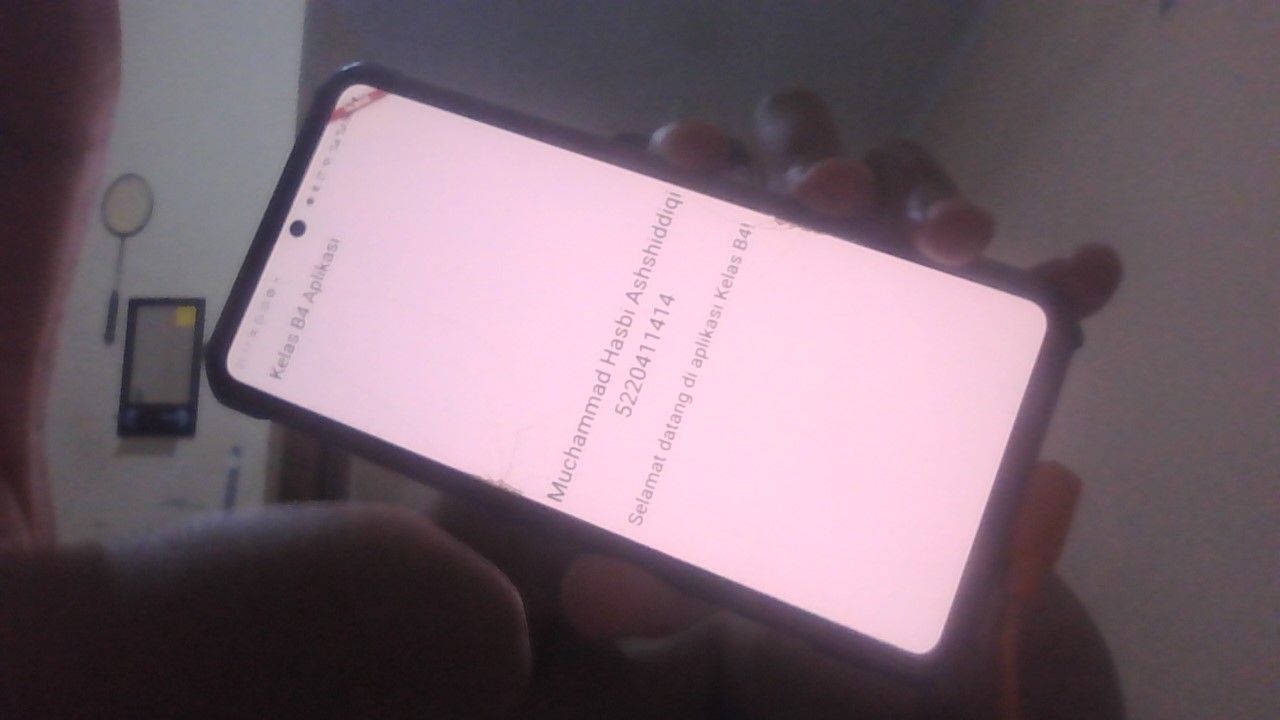 Kelas B4 Aplikasi
Muchammad Hasbi Ashshiddiqi
5220411414
Selamat datang di aplikasi Kelas B4!